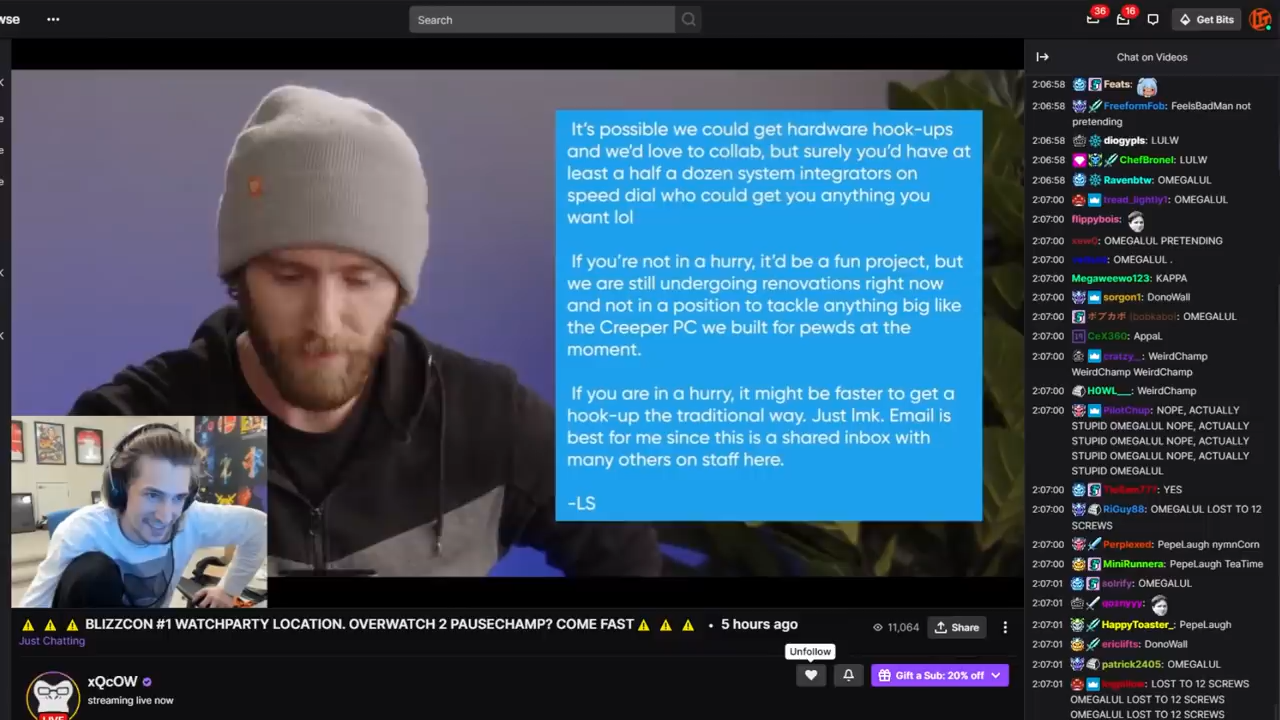 wse
Search
36
16
Get Bits
Chat on Videos
It's possible we could get hardware hook-ups
and we'd love to collab, but surely you'd have at
least a half a dozen system integrators on
speed dial who could get you anything you
want lol
If you're not in a hurry, it'd be a fun project, but
we are still undergoing renovations right now
and not in a position to tackle anything big like
the Creeper PC we built for pewds at the
moment.
If you are in a hurry, it might be faster to get a
hook-up the traditional way. Just lmk. Email is
best for me since this is a shared inbox with
many others on staff here.
-LS
BLIZZCON #1 WATCHPARTY LOCATION. OVERWATCH 2 PAUSECHAMP? COME FAST • 5 hours ago
11,064
Share
Just Chatting
Unfollow
Gift a Sub: 20% off
xQcOW
streaming live now
LIVE
2:06:58 Feats:
2:06:58 FreeformFob: FeelsBadMan not
pretending
2:06:58 diogypls: LULW
2:06:58 ChefBronel: LULW
2:06:58 Ravenbtw: OMEGALUL
2:07:00 tread_lightly1: OMEGALUL
2:07:00 flippybois:
2:07:00 OMEGALUL PRETENDING
2:07:00 OMEGALUL .
2:07:00 Megaweewo123: KAPPA
2:07:00 sorgon1: DonoWall
2:07:00 ボブカボ (bobkabo): OMEGALUL
2:07:00 CeX360: AppaL
2:07:00 cratzy_: WeirdChamp
WeirdChamp WeirdChamp
2:07:00 H0WL___: WeirdChamp
2:07:00 PilotChup: NOPE, ACTUALLY
STUPID OMEGALUL NOPE, ACTUALLY
STUPID OMEGALUL NOPE, ACTUALLY
STUPID OMEGALUL NOPE, ACTUALLY
STUPID OMEGALUL
2:07:00 YES
2:07:00 RiGuy88: OMEGALUL LOST TO 12
SCREWS
2:07:00 Perplexed: PepeLaugh nymnCorn
2:07:00 MiniRunnera: PepeLaugh TeaTime
2:07:01 solrify: OMEGALUL
2:07:01
2:07:01 HappyToaster_: PepeLaugh
2:07:01 ericlifts: DonoWall
2:07:01 patrick2405: OMEGALUL
2:07:01 LOST TO 12 SCREWS
OMEGALUL LOST TO 12 SCREWS
OMEGALUL LOST TO 12 SCREWS